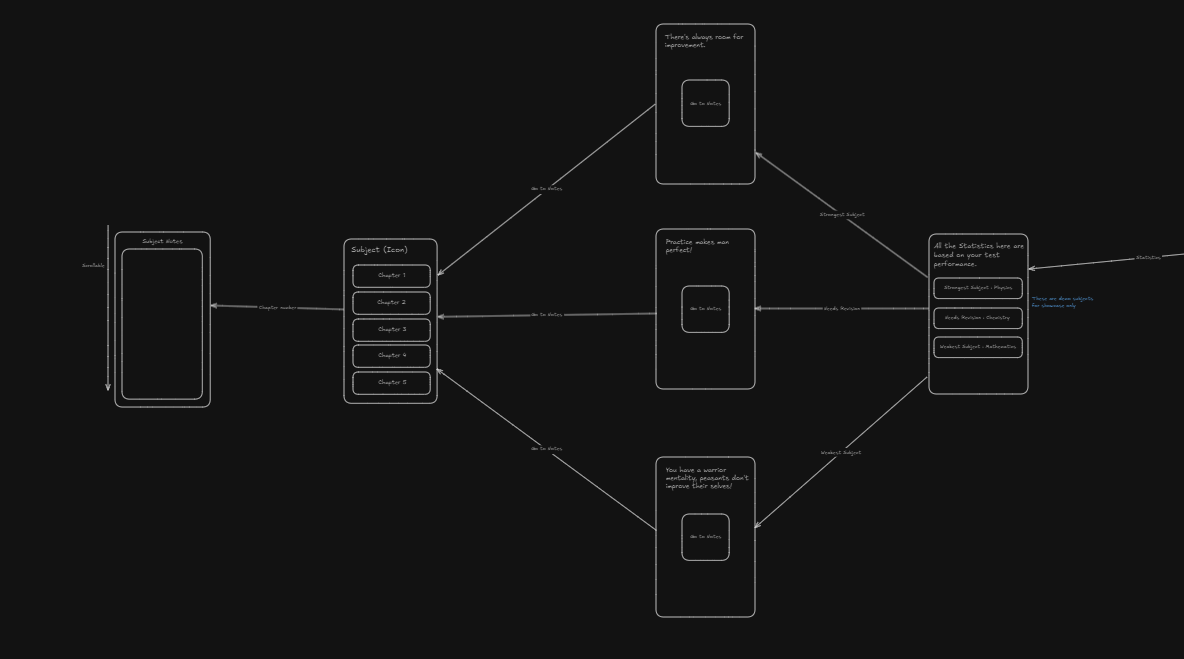 There's always room for
improvement.
Go to Notes
Go to Notes
Strongest Subject
Subject Notes
Scrollable
Subject (Icon)
Chapter 1
Chapter 2
Chapter 3
Chapter 4
Chapter 5
Chapter number
Practice makes man
perfect!
Go to Notes
Go to Notes
Needs Revision
All the Statistics here are
based on your test
performance.
Strongest Subject : Physics
Needs Revision : Chemistry
Weakest Subject : Mathematics
Statistics
*These are demo subjects
for showcase only
You have a warrior
mentality, peasants don't
improve their selves!
Go to Notes
Go to Notes
Weakest Subject